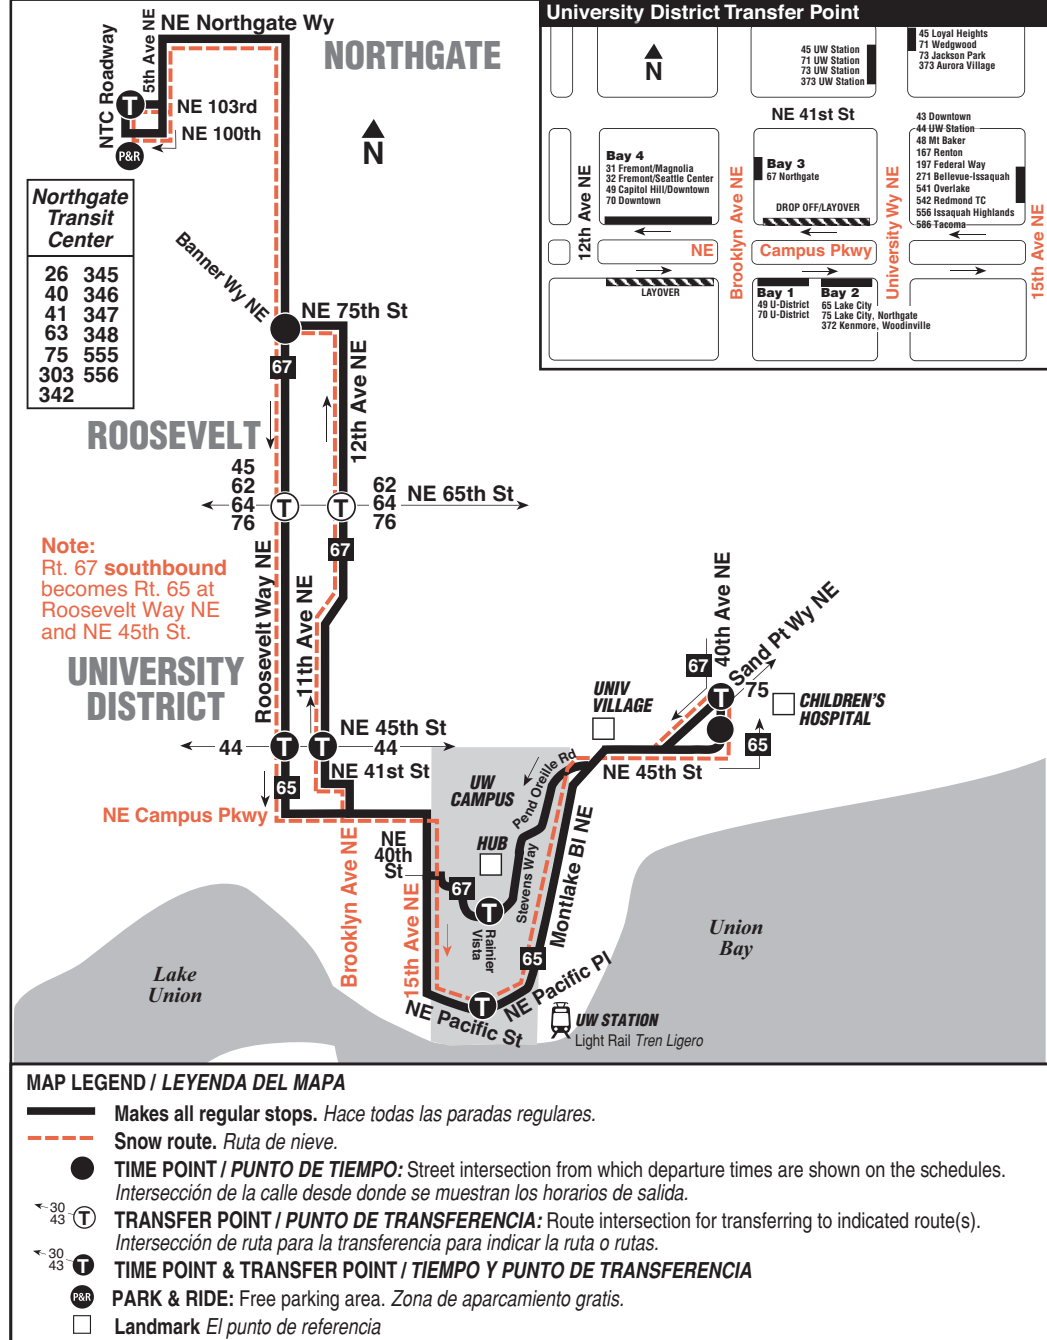 NE Northgate Wy
NORTHGATE
5th Ave NE
NTC Roadway
T
NE 103rd
NE 100th
P&R
N
Northgate
Transit
Center
26 345
40 346
41 347
63 348
75 555
303 556
342
Banner Wy NE
NE 75th St
67
12th Ave NE
ROOSEVELT
45
62
64
76
T
T
62
64
76
NE 65th St
67
Note:
Rt. 67 southbound
becomes Rt. 65 at
Roosevelt Way NE
and NE 45th St.
Roosevelt Way NE
11th Ave NE
UNIVERSITY
DISTRICT
44
T
T
NE 45th St
44
NE 41st St
65
NE Campus Pkwy
Brooklyn Ave NE
15th Ave NE
NE
40th
St
UW
CAMPUS
HUB
67
T
Rainier
Vista
Stevens Way
Pend Oreille Rd
Montlake Bl NE
65
NE Pacific Pl
T
NE Pacific St
UW STATION
Light Rail Tren Ligero
UNIV
VILLAGE
NE 45th St
67
40th Ave NE
Sand Pt Wy NE
T
75
65
CHILDREN'S
HOSPITAL
Lake
Union
Union
Bay
University District Transfer Point
N
45 UW Station
71 UW Station
73 UW Station
373 UW Station
45 Loyal Heights
71 Wedgwood
73 Jackson Park
373 Aurora Village
NE 41st St
12th Ave NE
Bay 4
31 Fremont/Magnolia
32 Fremont/Seattle Center
49 Capitol Hill/Downtown
70 Downtown
Brooklyn Ave NE
Bay 3
67 Northgate
DROP OFF/LAYOVER
University Wy NE
43 Downtown
44 UW Station
48 Mt Baker
167 Renton
197 Federal Way
271 Bellevue-Issaquah
541 Overlake
542 Redmond TC
556 Issaquah Highlands
586 Tacoma
15th Ave NE
NE
Campus Pkwy
LAYOVER
Bay 1
49 U-District
70 U-District
Bay 2
65 Lake City
75 Lake City, Northgate
372 Kenmore, Woodinville
MAP LEGEND / LEYENDA DEL MAPA
Makes all regular stops. Hace todas las paradas regulares.
Snow route. Ruta de nieve.
TIME POINT / PUNTO DE TIEMPO: Street intersection from which departure times are shown on the schedules.
Intersección de la calle desde donde se muestran los horarios de salida.
30
43 T
TRANSFER POINT / PUNTO DE TRANSFERENCIA: Route intersection for transferring to indicated route(s).
Intersección de ruta para la transferencia para indicar la ruta o rutas.
30
43 T
TIME POINT & TRANSFER POINT / TIEMPO Y PUNTO DE TRANSFERENCIA
P&R PARK & RIDE: Free parking area. Zona de aparcamiento gratis.
Landmark El punto de referencia